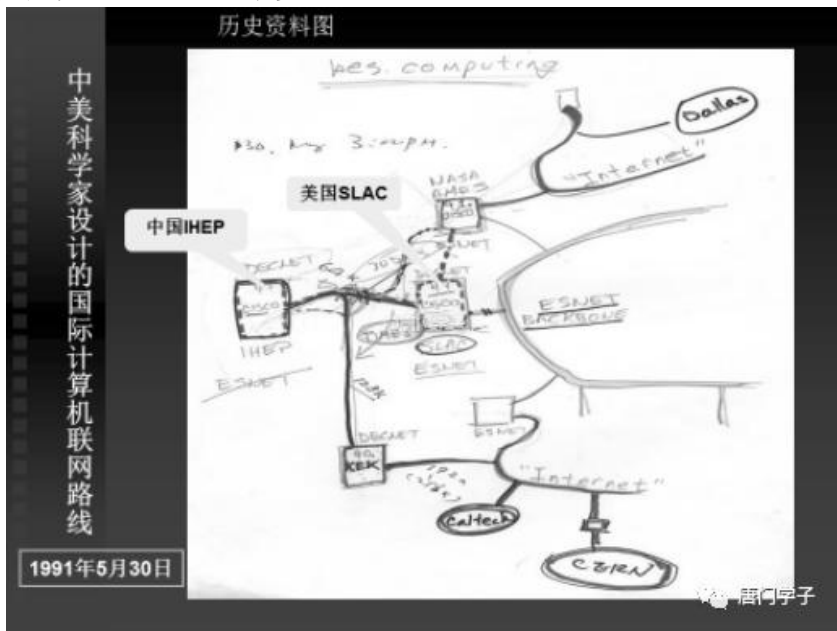 历史资料图
中美科学家设计的国际计算机联网路线
1991年5月30日
computing
Dallas
"Internet"
NASA
AMES
CISCO
美国SLAC
中国IHEP
DECNET
CISCO
IHEP
ESNET
ESNET
CISCO
SLAC
ESNET
ESNET
BACKBONE
DECNET
KEK
ESNET
"Internet"
Caltech
CERN
唐门学子